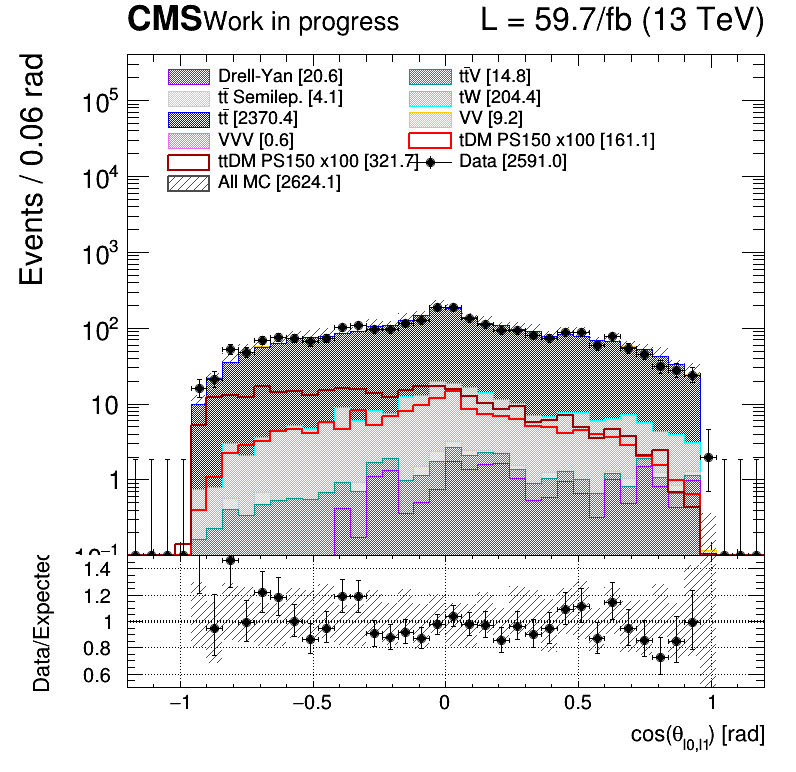 CMS Work in progress L = 59.7/fb (13 TeV)
Events / 0.06 rad
Drell-Yan [20.6] tt̄V [14.8]
tt̄ Semilep. [4.1] tW [204.4]
tt̄ [2370.4] VV [9.2]
VVV [0.6] tDM PS150 x100 [161.1]
ttDM PS150 x100 [321.7] Data [2591.0]
All MC [2624.1]
10⁵
10⁴
10³
10²
10
1
10⁻¹
Data/Expected
1.4
1.2
1
0.8
0.6
−1 −0.5 0 0.5 1
cos(θ_l0,l1) [rad]